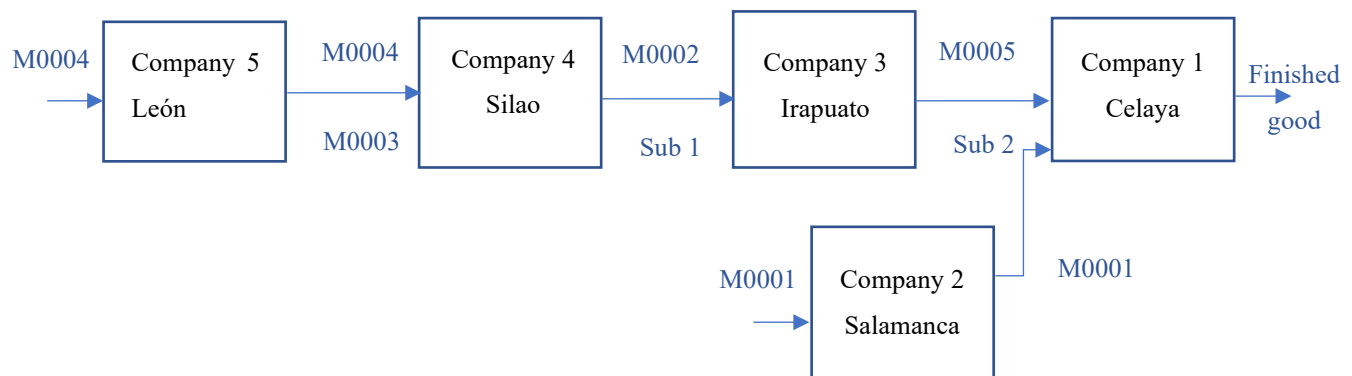 M0004
Company 5
León
M0004
M0003
Company 4
Silao
M0002
Sub 1
Company 3
Irapuato
M0005
Sub 2
Company 1
Celaya
Finished
good
M0001
Company 2
Salamanca
M0001